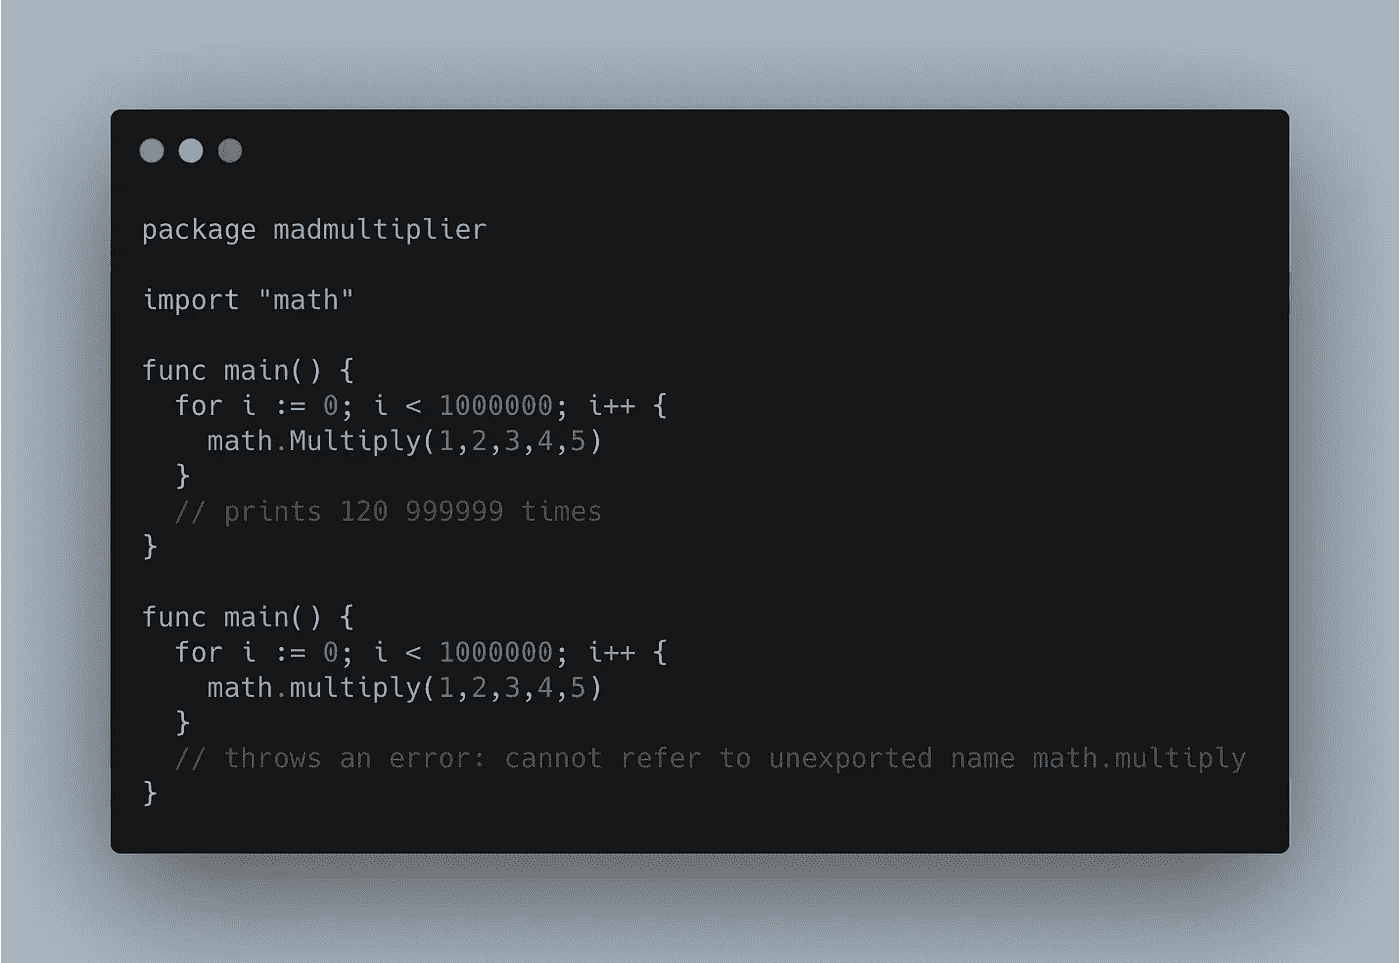 package madmultiplier
import "math"
func main() {
  for i := 0; i < 1000000; i++ {
    math.Multiply(1,2,3,4,5)
  }
  // prints 120 999999 times
}
func main() {
  for i := 0; i < 1000000; i++ {
    math.multiply(1,2,3,4,5)
  }
  // throws an error: cannot refer to unexported name math.multiply
}